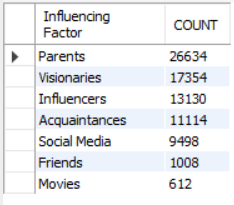 Influencing
Factor COUNT
Parents 26634
Visionaries 17354
Influencers 13130
Acquaintances 11114
Social Media 9498
Friends 1008
Movies 612